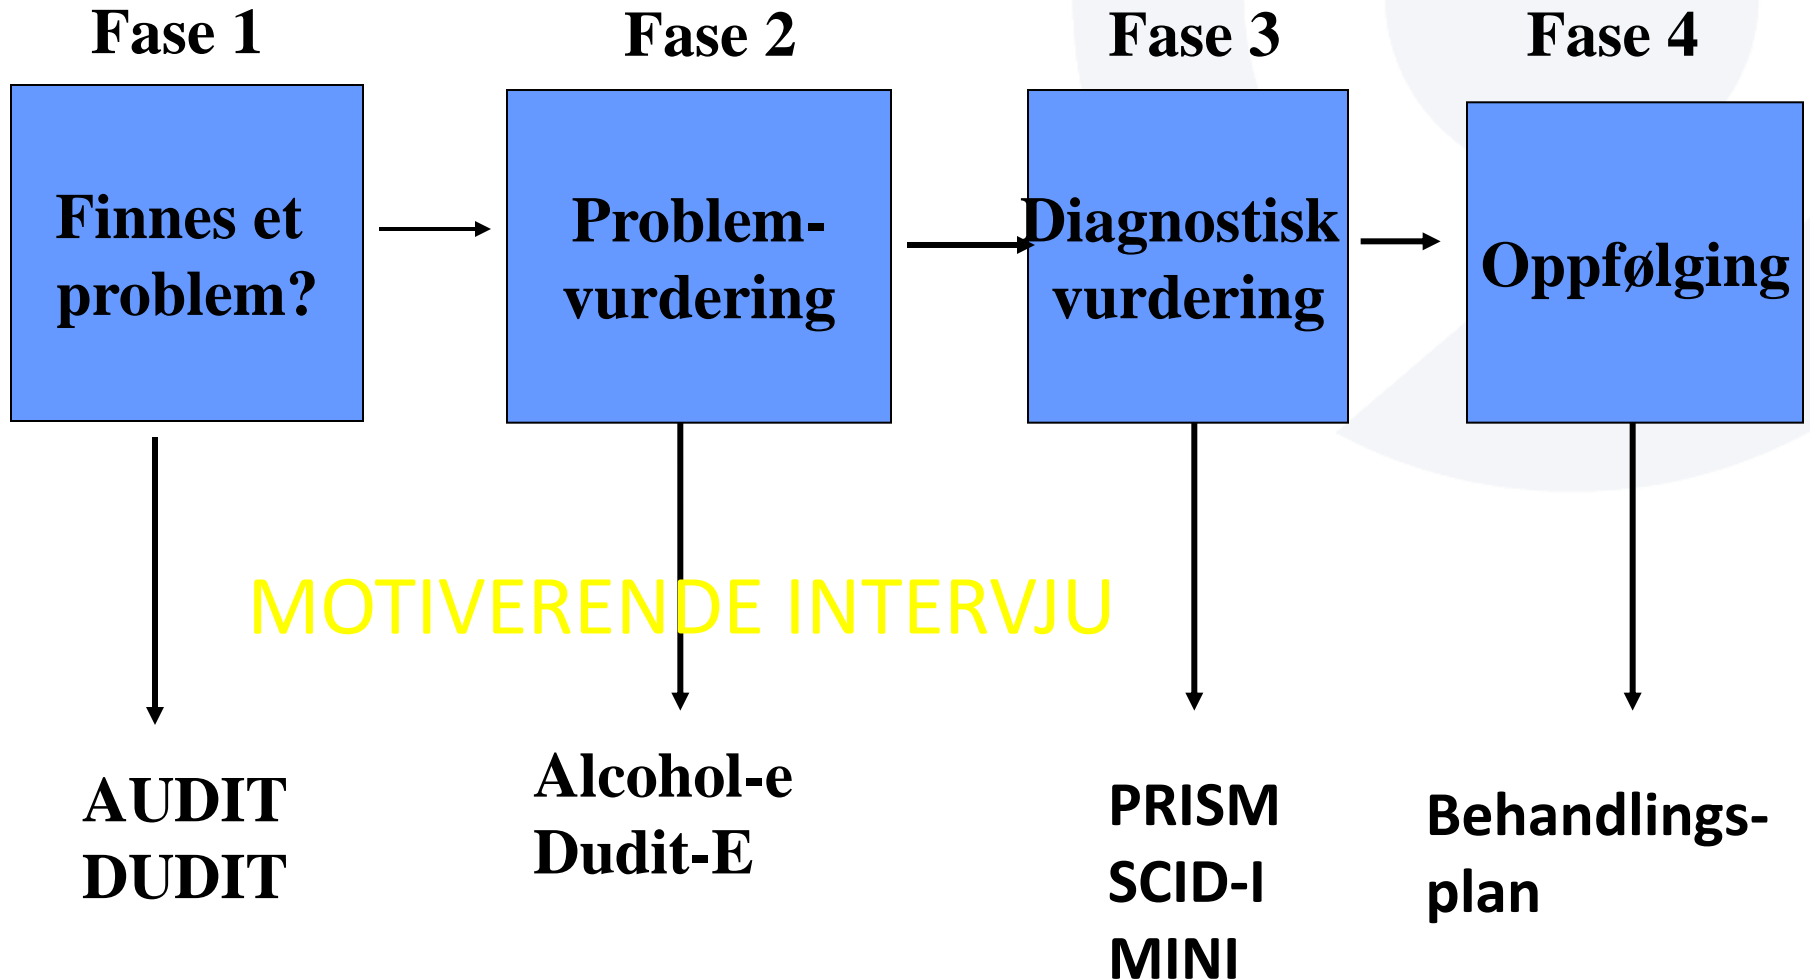 Fase 1
Fase 2
Fase 3
Fase 4
Finnes et
problem?
Problem-
vurdering
Diagnostisk
vurdering
Oppfølging
MOTIVERENDE INTERVJU
AUDIT
DUDIT
Alcohol-e
Dudit-E
PRISM
SCID-I
MINI
Behandlings-
plan